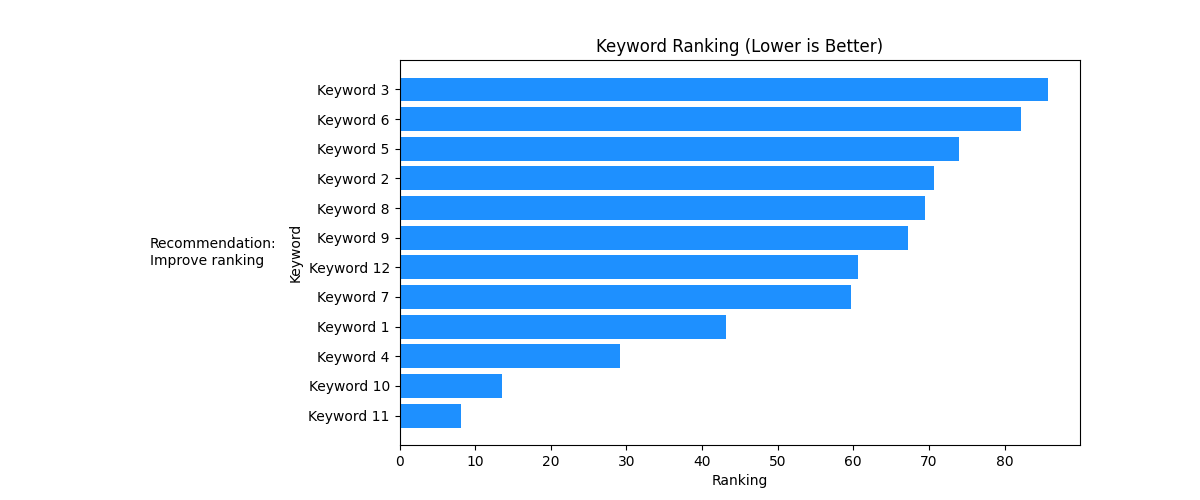 Keyword Ranking (Lower is Better)
Recommendation:
Improve ranking
Keyword
Keyword 3
Keyword 6
Keyword 5
Keyword 2
Keyword 8
Keyword 9
Keyword 12
Keyword 7
Keyword 1
Keyword 4
Keyword 10
Keyword 11
0 10 20 30 40 50 60 70 80
Ranking